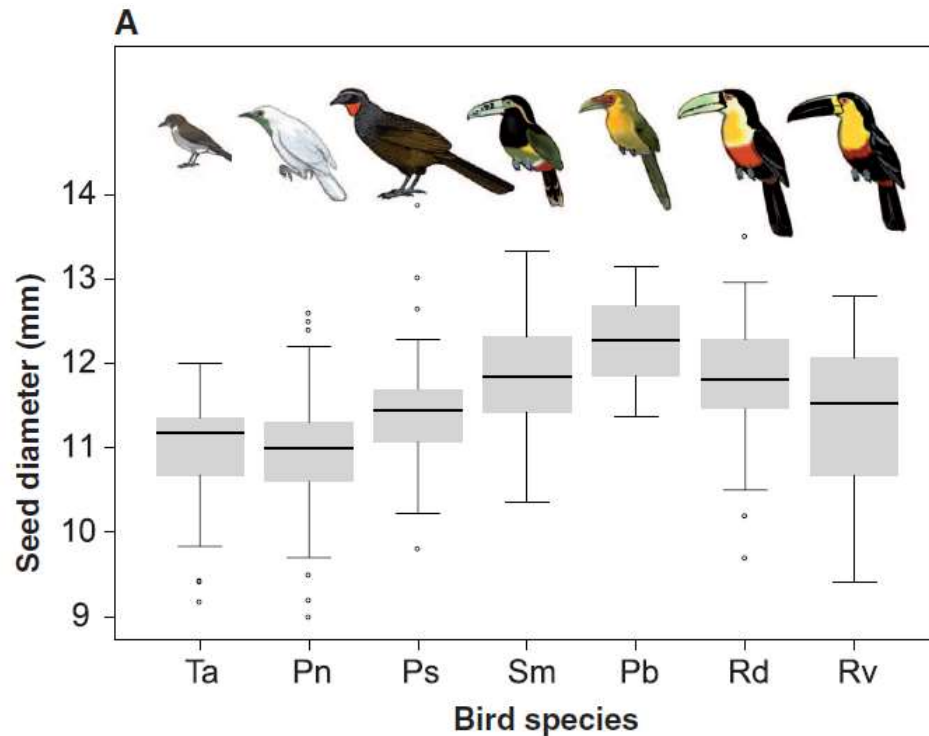 A
Seed diameter (mm)
14
13
12
11
10
9
Ta Pn Ps Sm Pb Rd Rv
Bird species